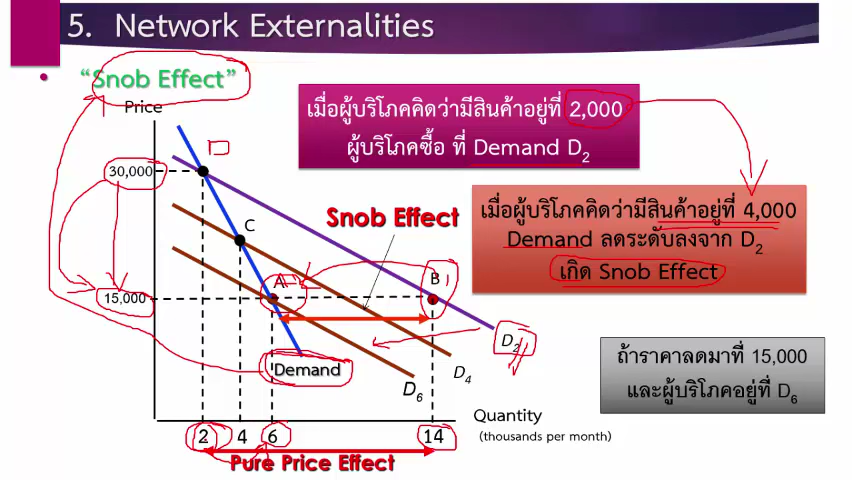 5. Network Externalities
“Snob Effect”
Price
เมื่อผู้บริโภคคิดว่ามีสินค้าอยู่ที่ 2,000
ผู้บริโภคซื้อ ที่ Demand D2
30,000
เมื่อผู้บริโภคคิดว่ามีสินค้าอยู่ที่ 4,000
Demand ลดระดับลงจาก D2
เกิด Snob Effect
C
Snob Effect
A
B
15,000
D2
ถ้าราคาลดมาที่ 15,000
และผู้บริโภคอยู่ที่ D6
Demand
D4
D6
Quantity
(thousands per month)
2 4 6 14
Pure Price Effect